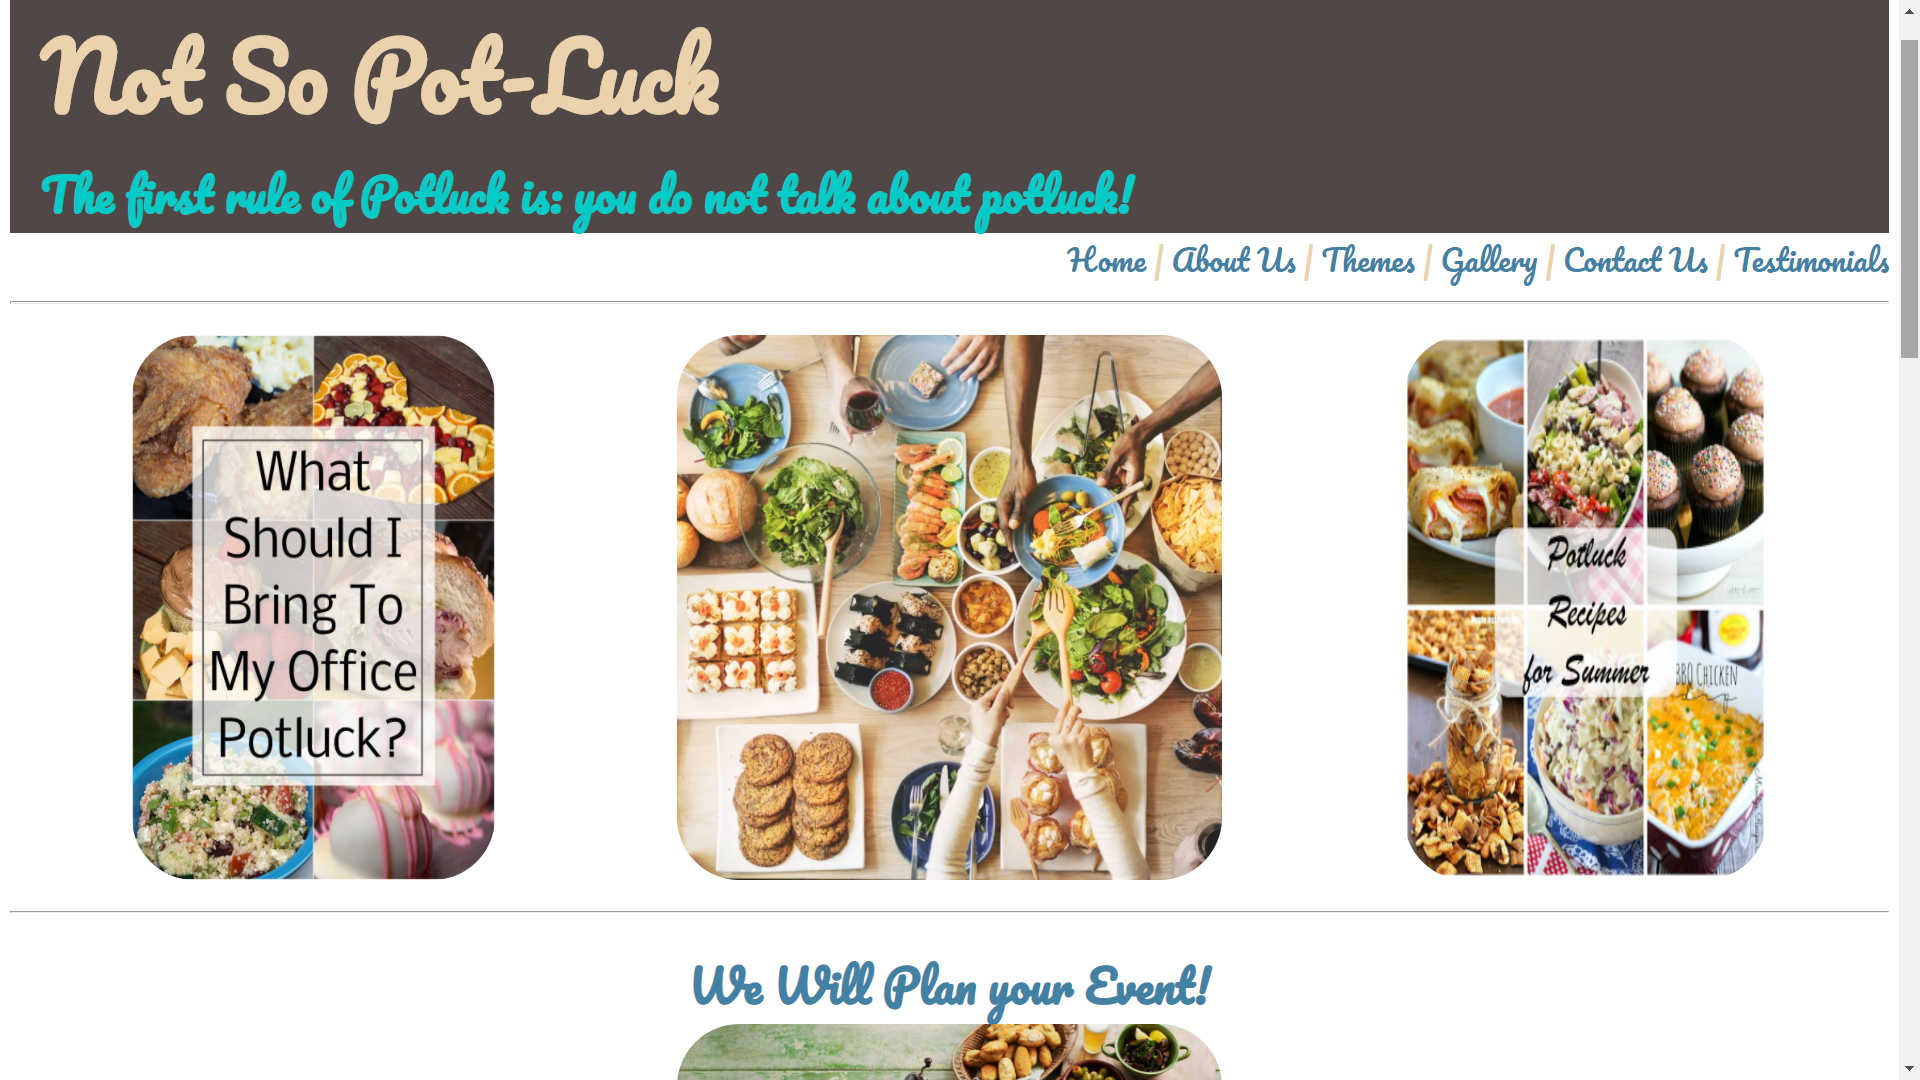 Not So Pot-Luck
The first rule of Potluck is: you do not talk about potluck!
Home / About Us / Themes / Gallery / Contact Us / Testimonials
What
Should I
Bring To
My Office
Potluck?
Potluck
Recipes
for Summer
BBQ CHICKEN
We Will Plan your Event!